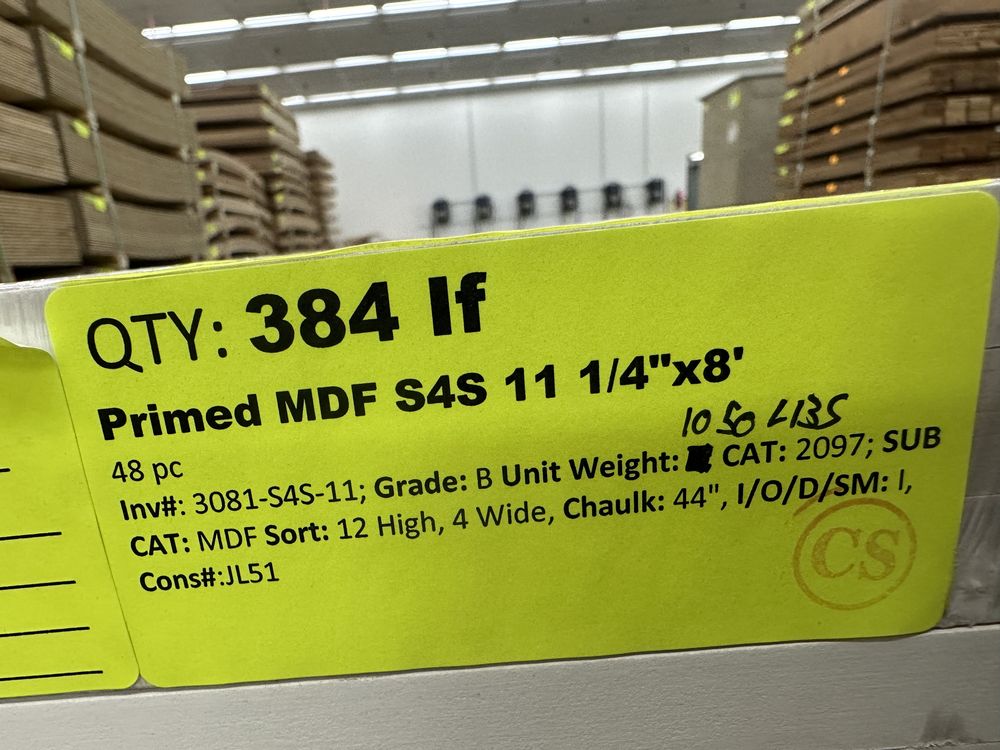 QTY: 384 lf
Primed MDF S4S 11 1/4"x8'
48 pc
1050 LBS
Inv#: 3081-S4S-11; Grade: B Unit Weight: CAT: 2097; SUB
CAT: MDF Sort: 12 High, 4 Wide, Chaulk: 44", I/O/D/SM: I,
Cons#:JL51
CS